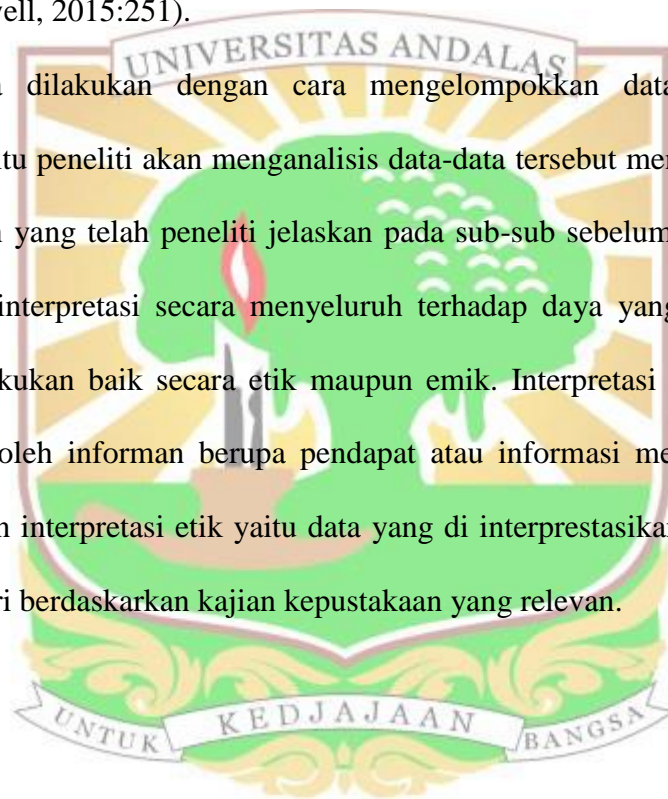 ell, 2015:251).
UNIVERSITAS ANDALAS
dilakukan dengan cara mengelompokkan data
itu peneliti akan menganalisis data-data tersebut me
yang telah peneliti jelaskan pada sub-sub sebelum
interpretasi secara menyeluruh terhadap daya yang
kukan baik secara etik maupun emik. Interpretasi
oleh informan berupa pendapat atau informasi me
interpretasi etik yaitu data yang di interprestasikan
ri berdaskarkan kajian kepustakaan yang relevan.
UNTUK KEDJAJAAN BANGSA